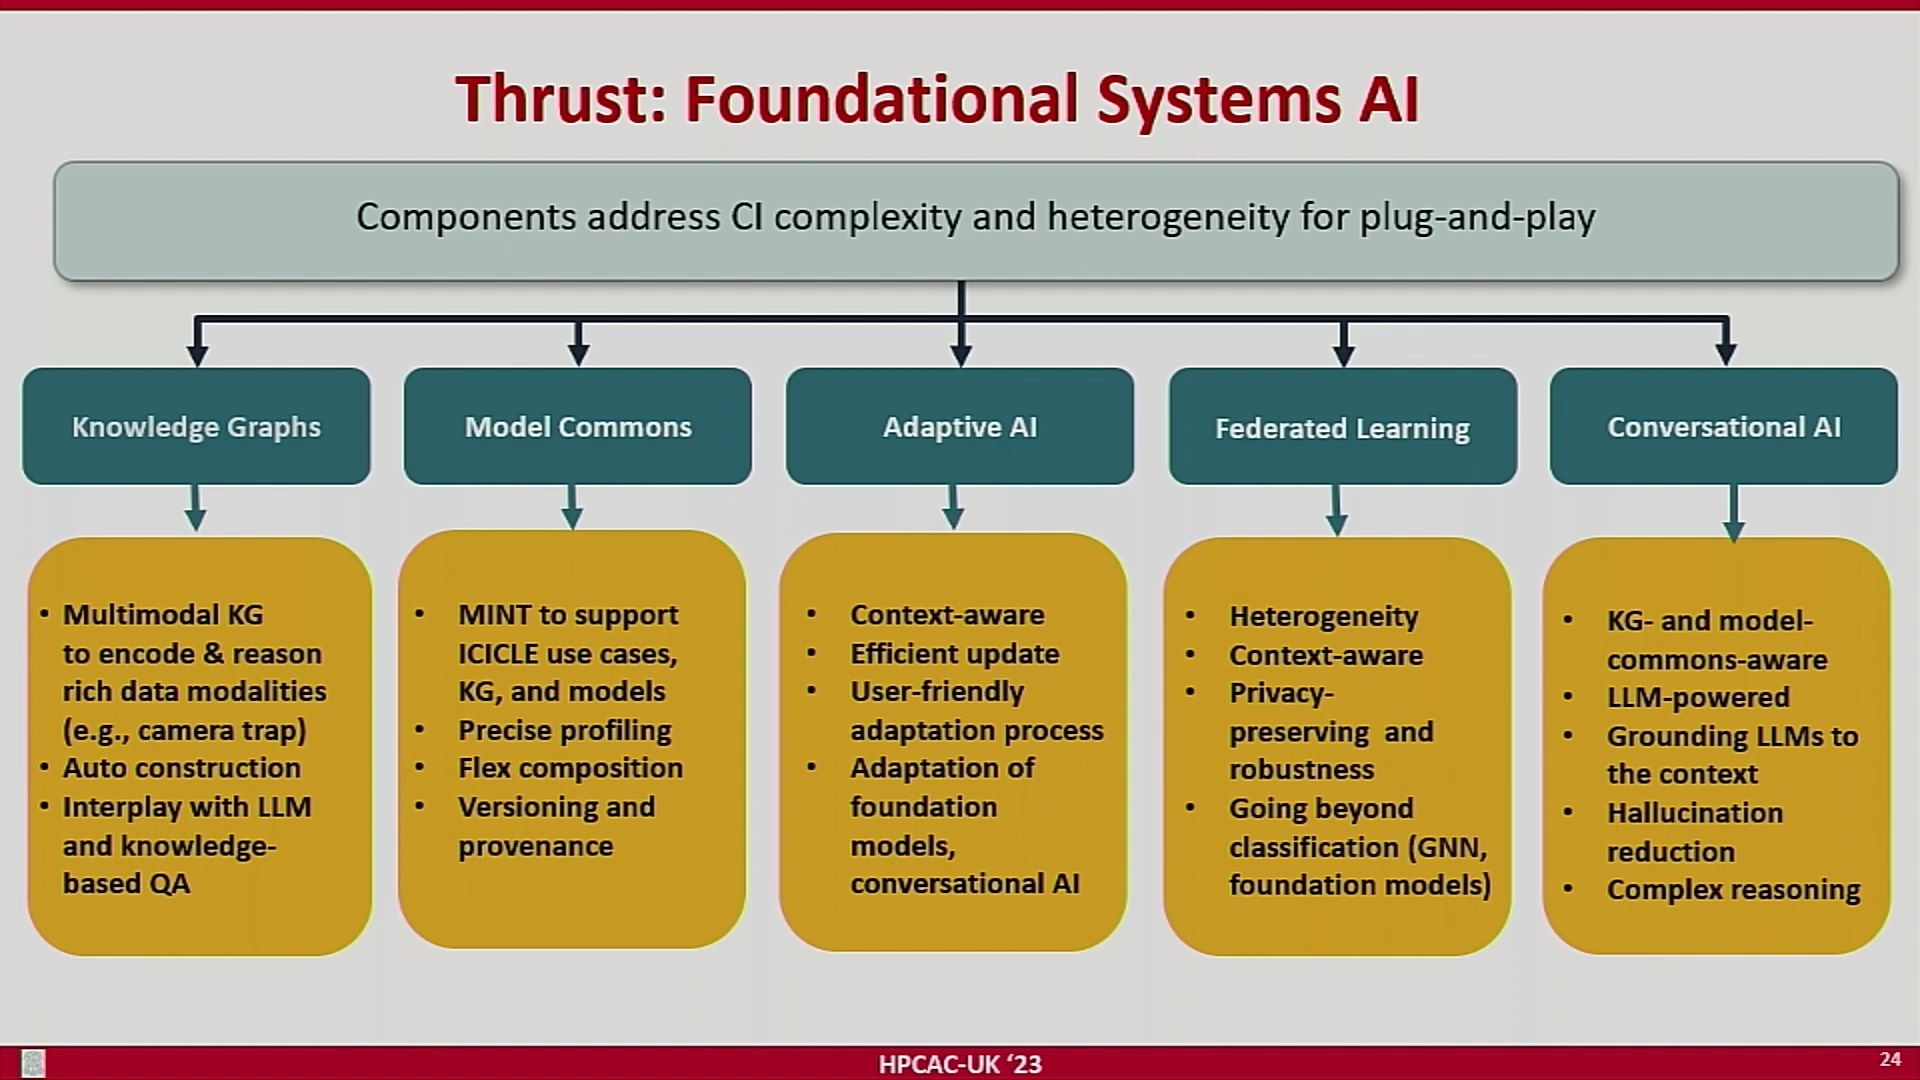 Thrust: Foundational Systems AI
Components address CI complexity and heterogeneity for plug-and-play
Knowledge Graphs
Model Commons
Adaptive AI
Federated Learning
Conversational AI
• Multimodal KG
to encode & reason
rich data modalities
(e.g., camera trap)
• Auto construction
• Interplay with LLM
and knowledge-
based QA
• MINT to support
ICICLE use cases,
KG, and models
• Precise profiling
• Flex composition
• Versioning and
provenance
• Context-aware
• Efficient update
• User-friendly
adaptation process
• Adaptation of
foundation
models,
conversational AI
• Heterogeneity
• Context-aware
• Privacy-
preserving and
robustness
• Going beyond
classification (GNN,
foundation models)
• KG- and model-
commons-aware
• LLM-powered
• Grounding LLMs to
the context
• Hallucination
reduction
• Complex reasoning
HPCAC-UK ‘23
24